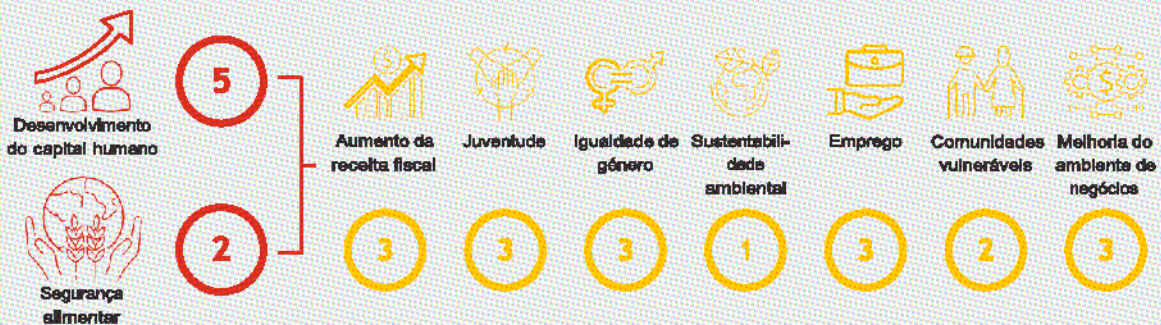 5
Desenvolvimento
do capital humano
2
Segurança
alimentar
Aumento da
receita fiscal
3
Juventude
3
Igualdade de
género
3
Sustentabili-
dade
ambiental
1
Emprego
3
Comunidades
vulneráveis
2
Melhoria do
ambiente de
negócios
3